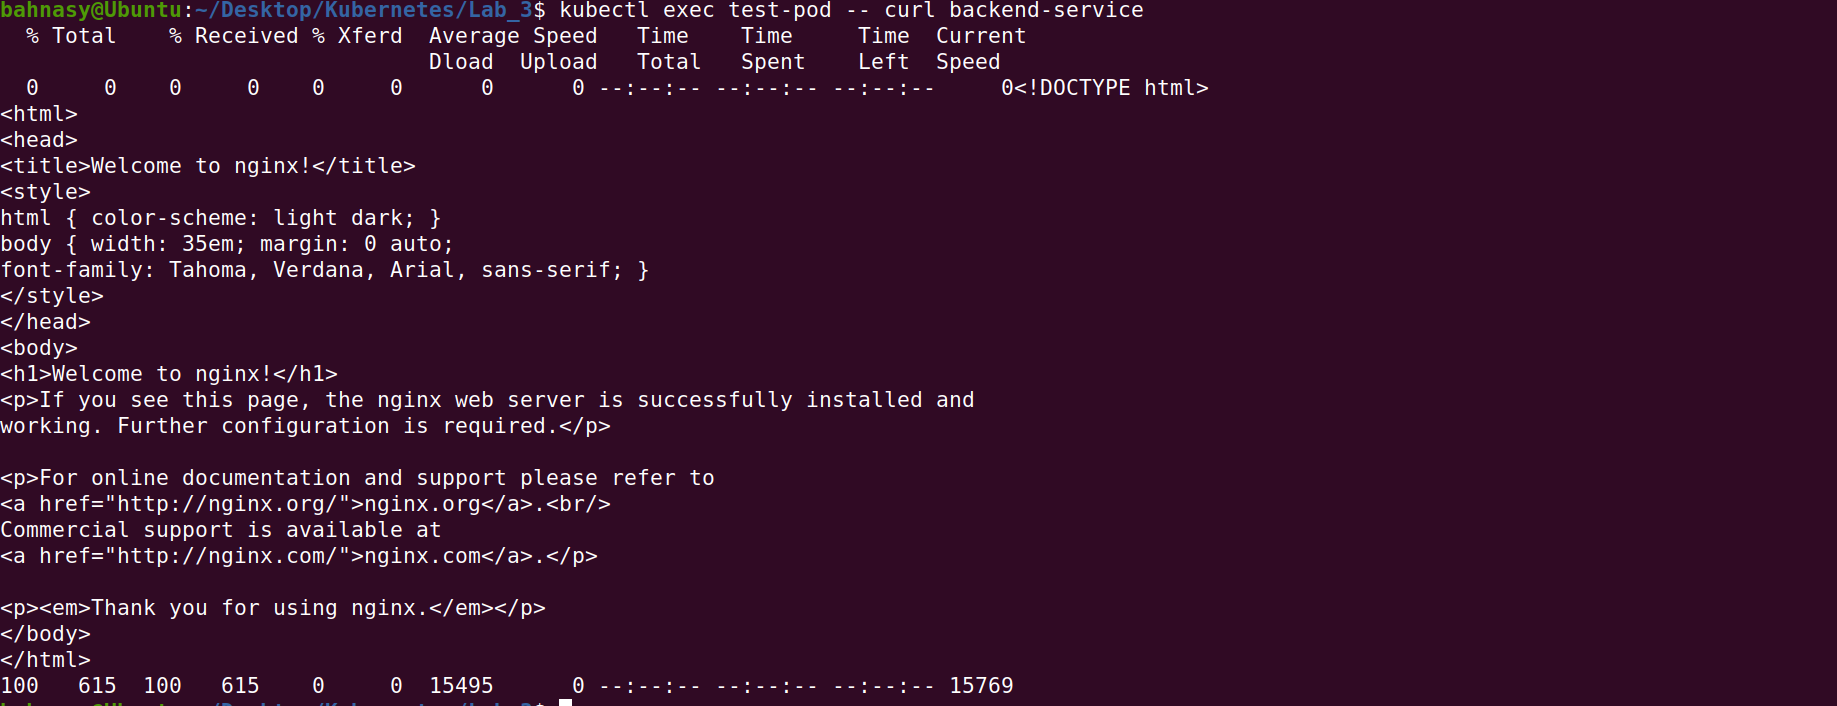 bahnasy@Ubuntu:~/Desktop/Kubernetes/Lab_3$ kubectl exec test-pod -- curl backend-service
  % Total    % Received % Xferd  Average Speed   Time    Time     Time  Current
                                 Dload  Upload   Total   Spent    Left  Speed
  0     0    0     0    0     0      0      0 --:--:-- --:--:-- --:--:--     0<!DOCTYPE html>
<html>
<head>
<title>Welcome to nginx!</title>
<style>
html { color-scheme: light dark; }
body { width: 35em; margin: 0 auto;
font-family: Tahoma, Verdana, Arial, sans-serif; }
</style>
</head>
<body>
<h1>Welcome to nginx!</h1>
<p>If you see this page, the nginx web server is successfully installed and
working. Further configuration is required.</p>

<p>For online documentation and support please refer to
<a href="http://nginx.org/">nginx.org</a>.<br/>
Commercial support is available at
<a href="http://nginx.com/">nginx.com</a>.</p>

<p><em>Thank you for using nginx.</em></p>
</body>
</html>
100   615  100   615    0     0  15495      0 --:--:-- --:--:-- --:--:-- 15769
bahnasy@Ubuntu:~/Desktop/Kubernetes/Lab_3$